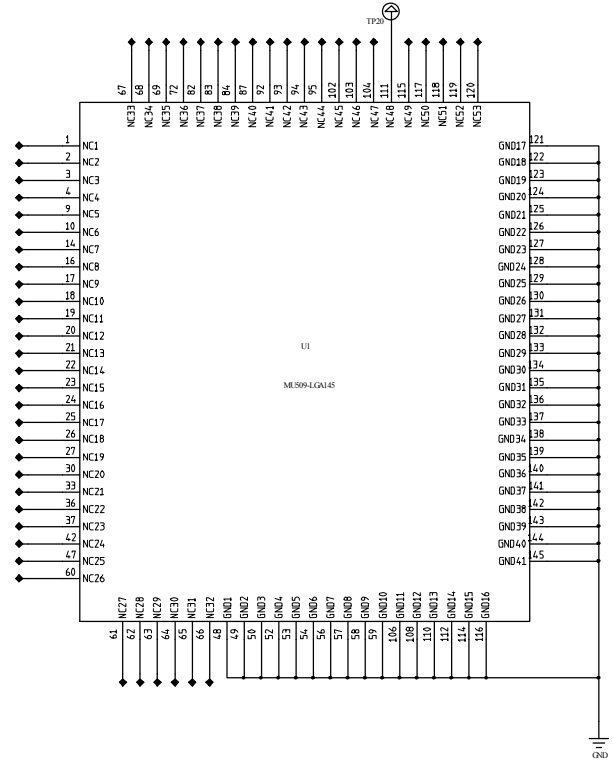 TP20
67 68 69 72 82 83 84 87 92 93 94 95 102 103 104 111 115 117 118 119 120
NC33 NC34 NC35 NC36 NC37 NC38 NC39 NC40 NC41 NC42 NC43 NC44 NC45 NC46 NC47 NC48 NC49 NC50 NC51 NC52 NC53
1 NC1
2 NC2
3 NC3
4 NC4
9 NC5
10 NC6
14 NC7
16 NC8
17 NC9
18 NC10
19 NC11
20 NC12
21 NC13
22 NC14
23 NC15
24 NC16
25 NC17
26 NC18
27 NC19
30 NC20
33 NC21
36 NC22
37 NC23
42 NC24
47 NC25
60 NC26
U1
MU509-LGA145
GND17 121
GND18 122
GND19 123
GND20 124
GND21 125
GND22 126
GND23 127
GND24 128
GND25 129
GND26 130
GND27 131
GND28 132
GND29 133
GND30 134
GND31 135
GND32 136
GND33 137
GND34 138
GND35 139
GND36 140
GND37 141
GND38 142
GND39 143
GND40 144
GND41 145
NC27 NC28 NC29 NC30 NC31 NC32 GND1 GND2 GND3 GND4 GND5 GND6 GND7 GND8 GND9 GND10 GND11 GND12 GND13 GND14 GND15 GND16
61 62 63 64 65 66 48 49 50 52 53 54 56 57 58 59 106 108 110 112 114 116
GND